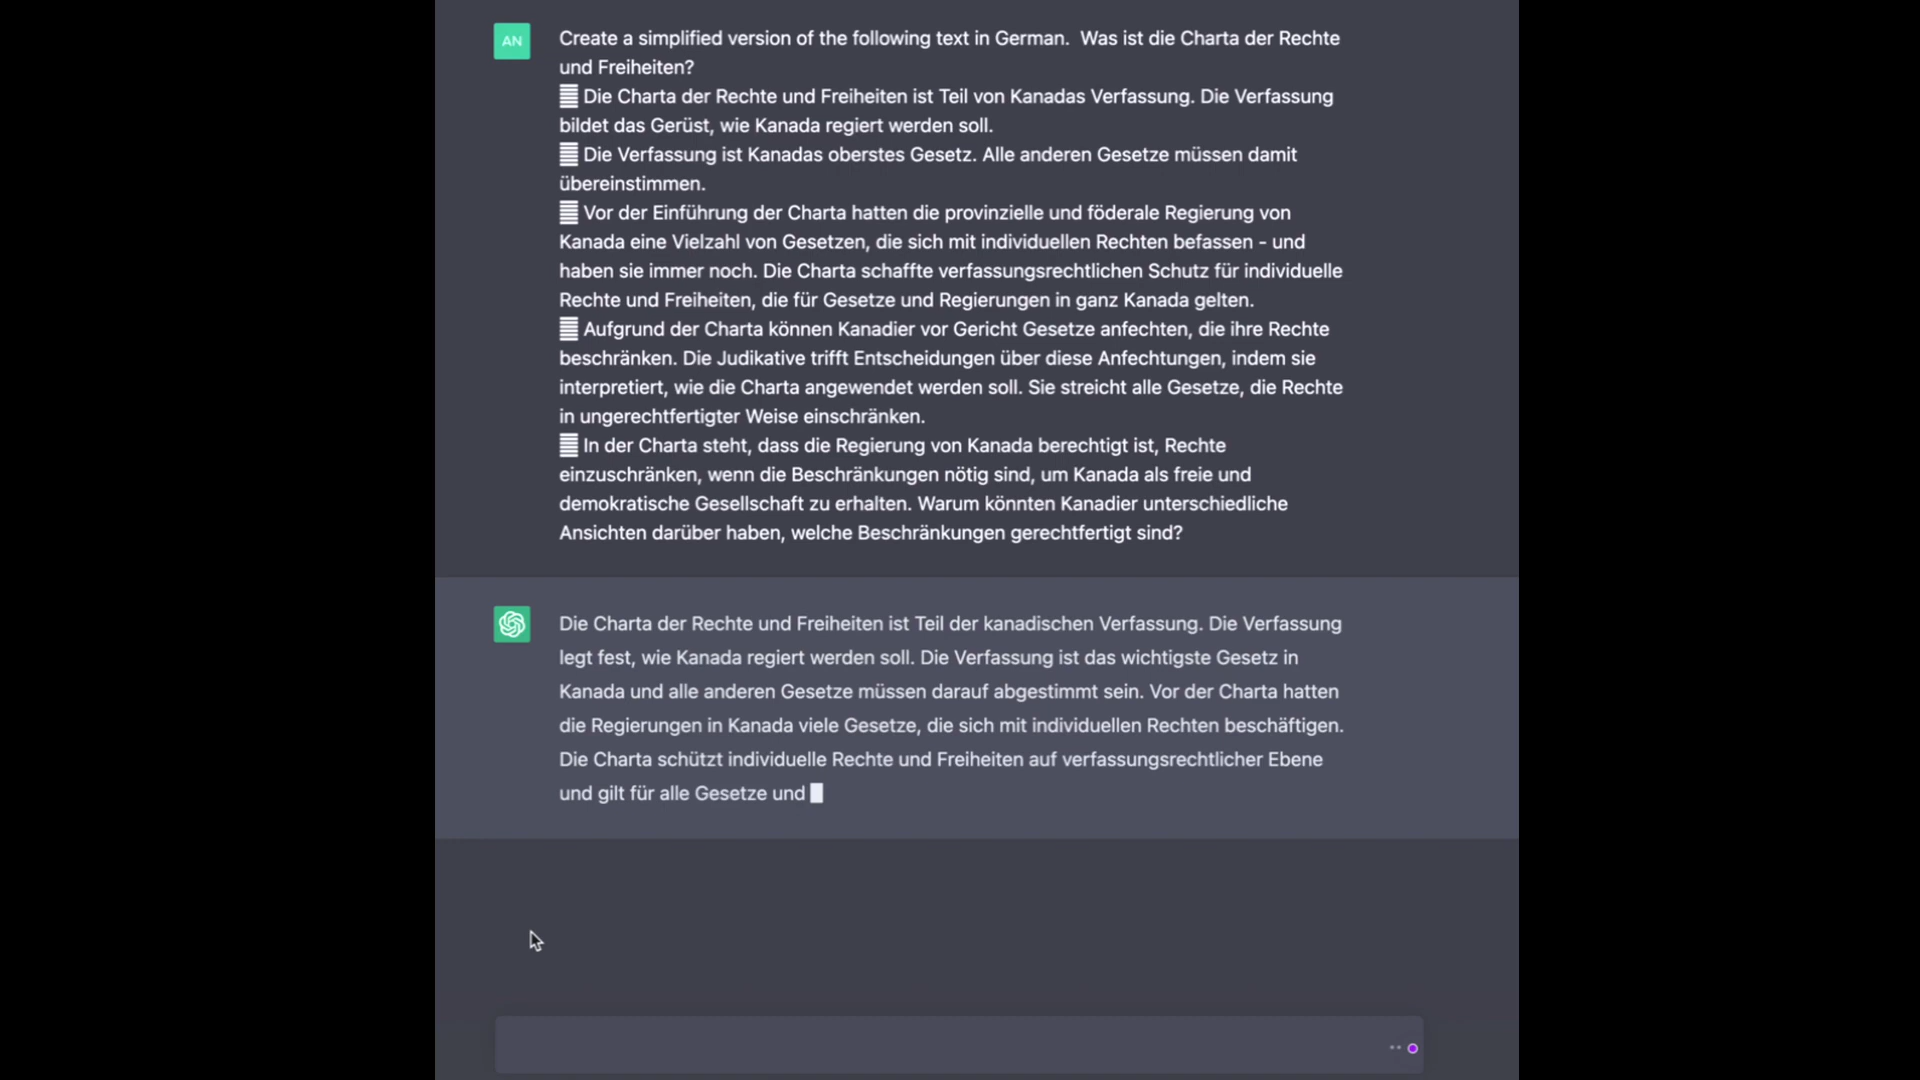 AN
Create a simplified version of the following text in German.  Was ist die Charta der Rechte
und Freiheiten?
Die Charta der Rechte und Freiheiten ist Teil von Kanadas Verfassung. Die Verfassung
bildet das Gerüst, wie Kanada regiert werden soll.
Die Verfassung ist Kanadas oberstes Gesetz. Alle anderen Gesetze müssen damit
übereinstimmen.
Vor der Einführung der Charta hatten die provinzielle und föderale Regierung von
Kanada eine Vielzahl von Gesetzen, die sich mit individuellen Rechten befassen - und
haben sie immer noch. Die Charta schaffte verfassungsrechtlichen Schutz für individuelle
Rechte und Freiheiten, die für Gesetze und Regierungen in ganz Kanada gelten.
Aufgrund der Charta können Kanadier vor Gericht Gesetze anfechten, die ihre Rechte
beschränken. Die Judikative trifft Entscheidungen über diese Anfechtungen, indem sie
interpretiert, wie die Charta angewendet werden soll. Sie streicht alle Gesetze, die Rechte
in ungerechtfertigter Weise einschränken.
In der Charta steht, dass die Regierung von Kanada berechtigt ist, Rechte
einzuschränken, wenn die Beschränkungen nötig sind, um Kanada als freie und
demokratische Gesellschaft zu erhalten. Warum könnten Kanadier unterschiedliche
Ansichten darüber haben, welche Beschränkungen gerechtfertigt sind?
Die Charta der Rechte und Freiheiten ist Teil der kanadischen Verfassung. Die Verfassung
legt fest, wie Kanada regiert werden soll. Die Verfassung ist das wichtigste Gesetz in
Kanada und alle anderen Gesetze müssen darauf abgestimmt sein. Vor der Charta hatten
die Regierungen in Kanada viele Gesetze, die sich mit individuellen Rechten beschäftigen.
Die Charta schützt individuelle Rechte und Freiheiten auf verfassungsrechtlicher Ebene
und gilt für alle Gesetze und